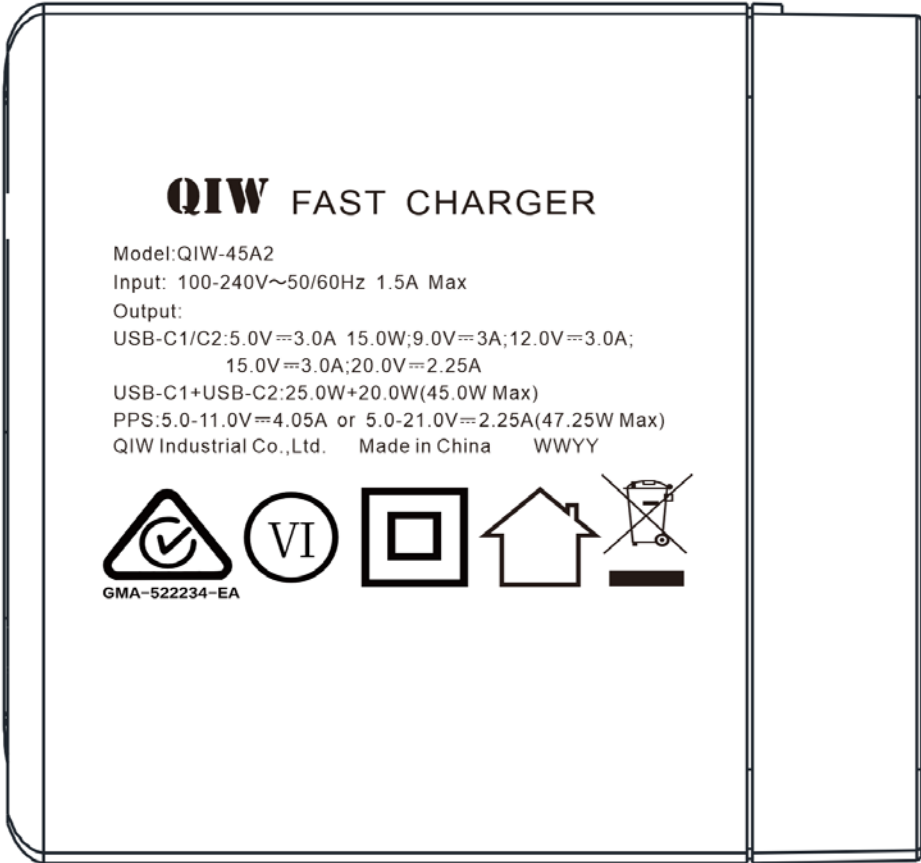 QIW FAST CHARGER
Model:QIW-45A2
Input: 100-240V～50/60Hz 1.5A Max
Output:
USB-C1/C2:5.0V⎓3.0A 15.0W;9.0V⎓3A;12.0V⎓3.0A;
15.0V⎓3.0A;20.0V⎓2.25A
USB-C1+USB-C2:25.0W+20.0W(45.0W Max)
PPS:5.0-11.0V⎓4.05A or 5.0-21.0V⎓2.25A(47.25W Max)
QIW Industrial Co.,Ltd. Made in China WWYY
VI
GMA-522234-EA